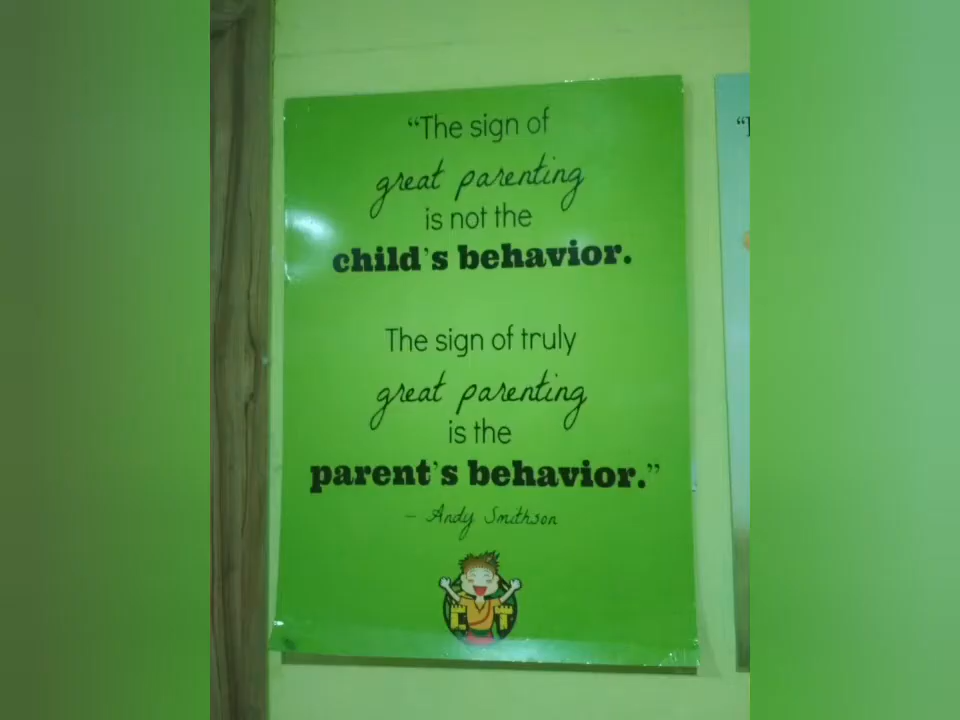 “The sign of
great parenting
is not the
child's behavior.
The sign of truly
great parenting
is the
parent's behavior.”
- Andy Smithson
C T